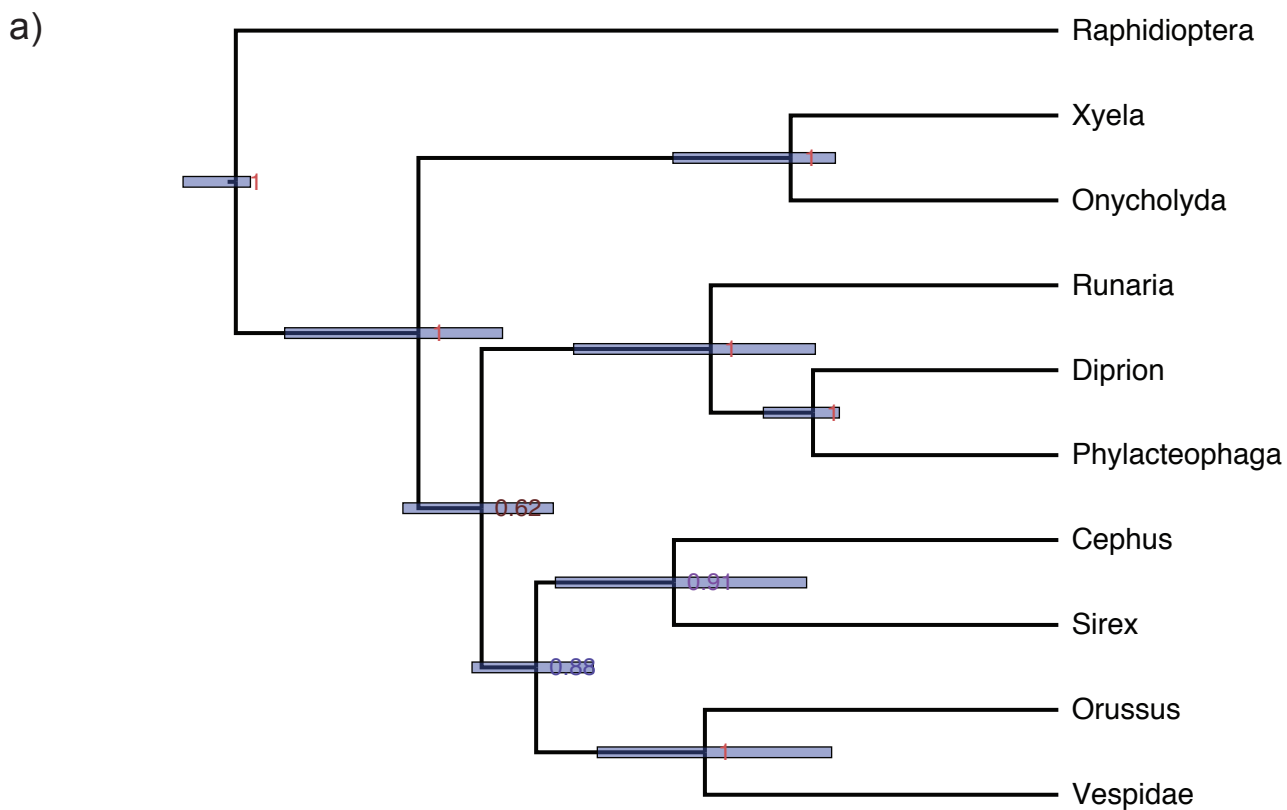 a)
Raphidioptera
Xyela
1
1
Onycholyda
Runaria
1
1
Diprion
1
Phylacteophaga
0.62
Cephus
0.91
Sirex
0.88
Orussus
1
Vespidae